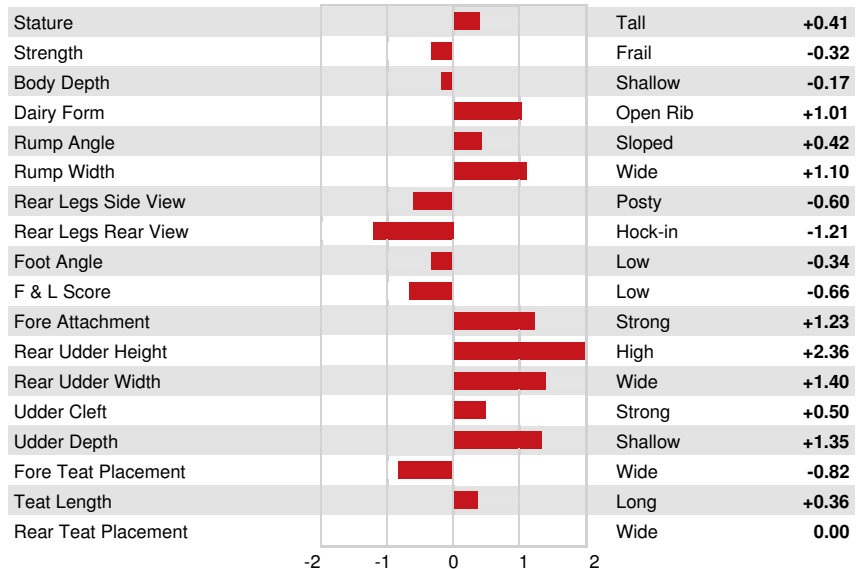 Stature Tall +0.41
Strength Frail -0.32
Body Depth Shallow -0.17
Dairy Form Open Rib +1.01
Rump Angle Sloped +0.42
Rump Width Wide +1.10
Rear Legs Side View Posty -0.60
Rear Legs Rear View Hock-in -1.21
Foot Angle Low -0.34
F & L Score Low -0.66
Fore Attachment Strong +1.23
Rear Udder Height High +2.36
Rear Udder Width Wide +1.40
Udder Cleft Strong +0.50
Udder Depth Shallow +1.35
Fore Teat Placement Wide -0.82
Teat Length Long +0.36
Rear Teat Placement Wide 0.00
-2 -1 0 1 2